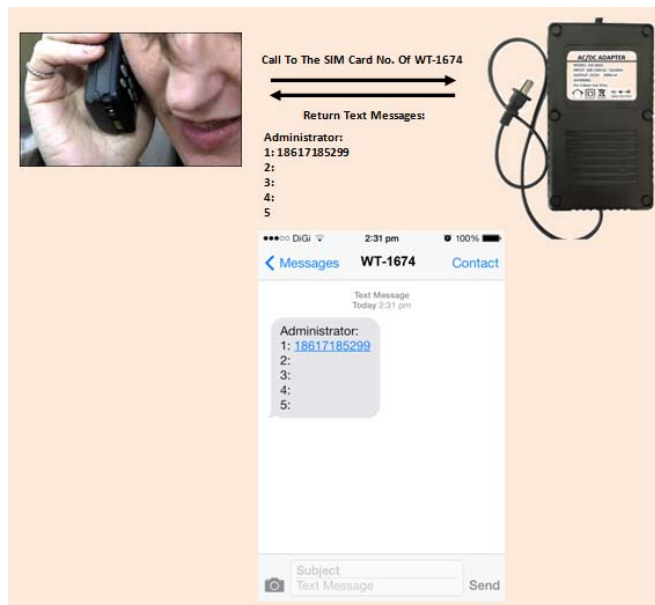 Call To The SIM Card No. Of WT-1674
Return Text Messages:
Administrator:
1: 18617185299
2:
3:
4:
5
AC/DC ADAPTER
DiGi
2:31 pm
100%
Messages
WT-1674
Contact
Text Message
Today 2:31 pm
Administrator:
1: 18617185299
2:
3:
4:
5:
Subject
Text Message
Send